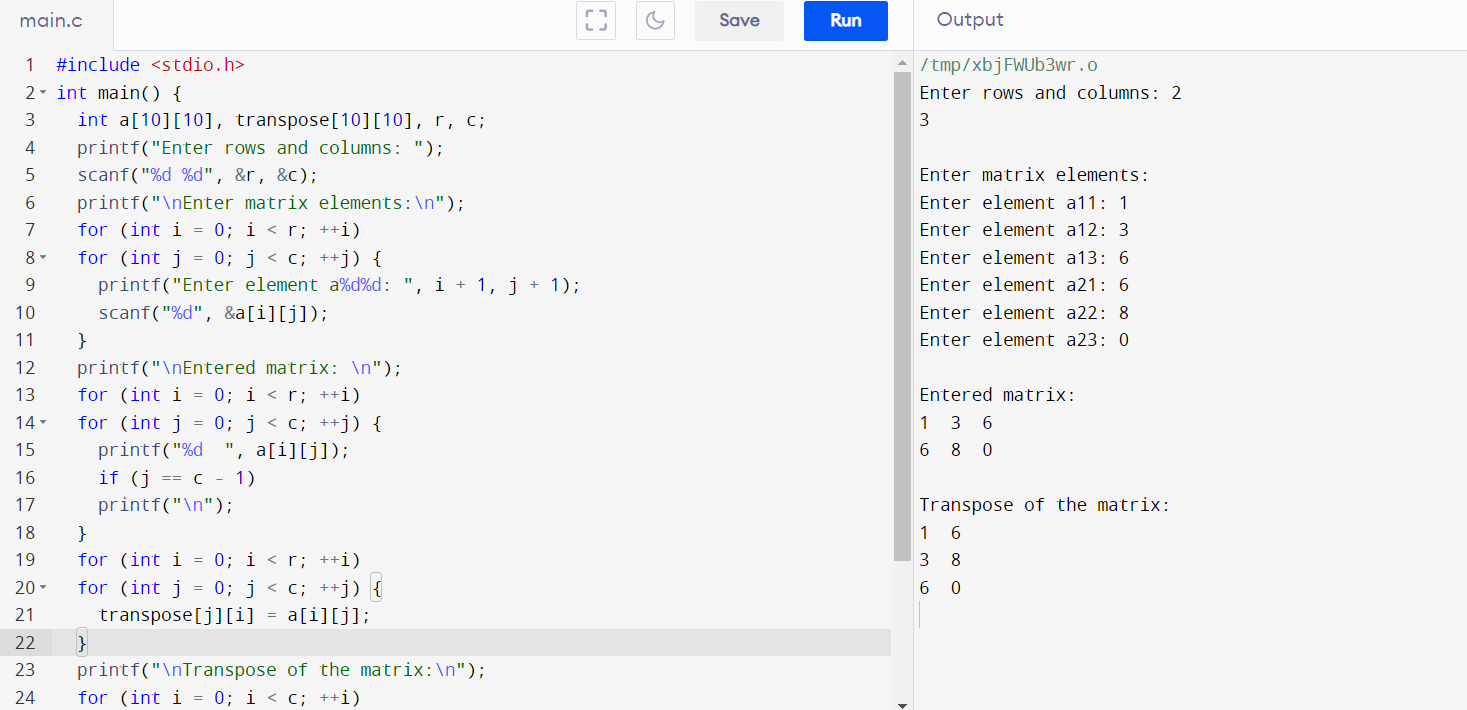 main.c Save Run Output
1 #include <stdio.h>
2 int main() {
3   int a[10][10], transpose[10][10], r, c;
4   printf("Enter rows and columns: ");
5   scanf("%d %d", &r, &c);
6   printf("\nEnter matrix elements:\n");
7   for (int i = 0; i < r; ++i)
8   for (int j = 0; j < c; ++j) {
9     printf("Enter element a%d%d: ", i + 1, j + 1);
10     scanf("%d", &a[i][j]);
11   }
12   printf("\nEntered matrix: \n");
13   for (int i = 0; i < r; ++i)
14   for (int j = 0; j < c; ++j) {
15     printf("%d  ", a[i][j]);
16     if (j == c - 1)
17     printf("\n");
18   }
19   for (int i = 0; i < r; ++i)
20   for (int j = 0; j < c; ++j) {
21     transpose[j][i] = a[i][j];
22   }
23   printf("\nTranspose of the matrix:\n");
24   for (int i = 0; i < c; ++i)
/tmp/xbjFWUb3wr.o
Enter rows and columns: 2
3
Enter matrix elements:
Enter element a11: 1
Enter element a12: 3
Enter element a13: 6
Enter element a21: 6
Enter element a22: 8
Enter element a23: 0
Entered matrix:
1  3  6
6  8  0
Transpose of the matrix:
1  6
3  8
6  0